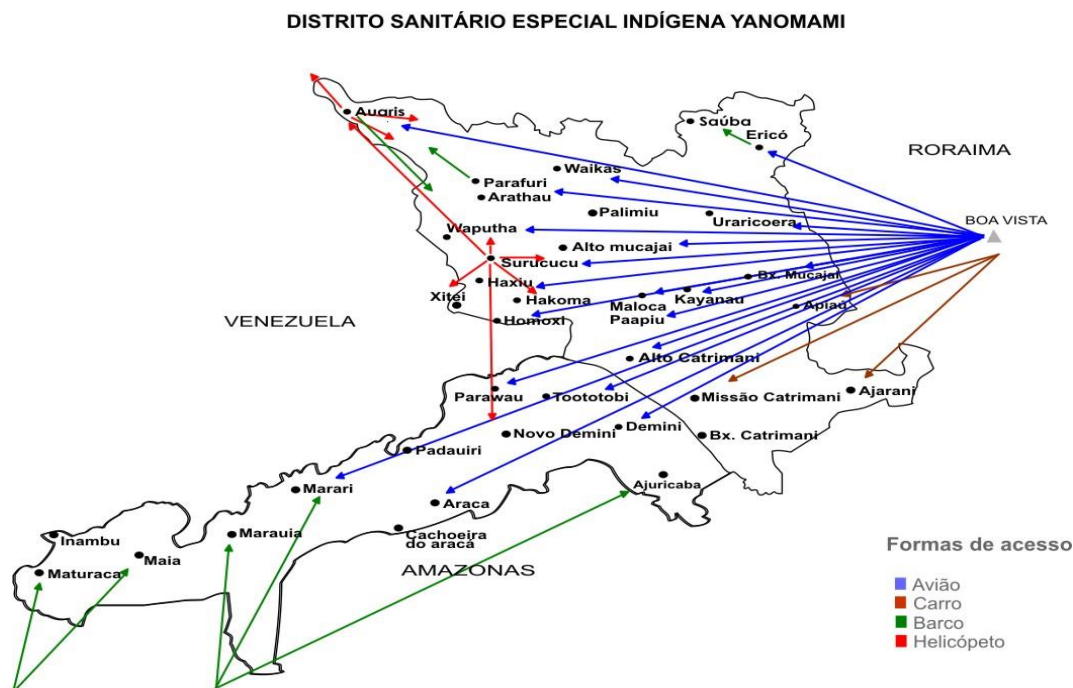 DISTRITO SANITÁRIO ESPECIAL INDÍGENA YANOMAMI
Auaris
Saúba
Ericó
RORAIMA
Waikas
Parafuri
Arathau
Palimiu
Uraricoera
BOA VISTA
Waputha
Alto mucajai
Surucucu
Haxiu
Bx. Mucajai
Xitei
Hakoma
Kayanau
Maloca
Paapiu
Apiaú
VENEZUELA
Homoxi
Alto Catrimani
Parawau
Toototobi
Missão Catrimani
Ajarani
Novo Demini
Demini
Bx. Catrimani
Padauiri
Ajuricaba
Marari
Araca
Inambu
Marauia
Cachoeira
do aracá
Maia
Maturaca
AMAZONAS
Formas de acesso
Avião
Carro
Barco
Helicópeto